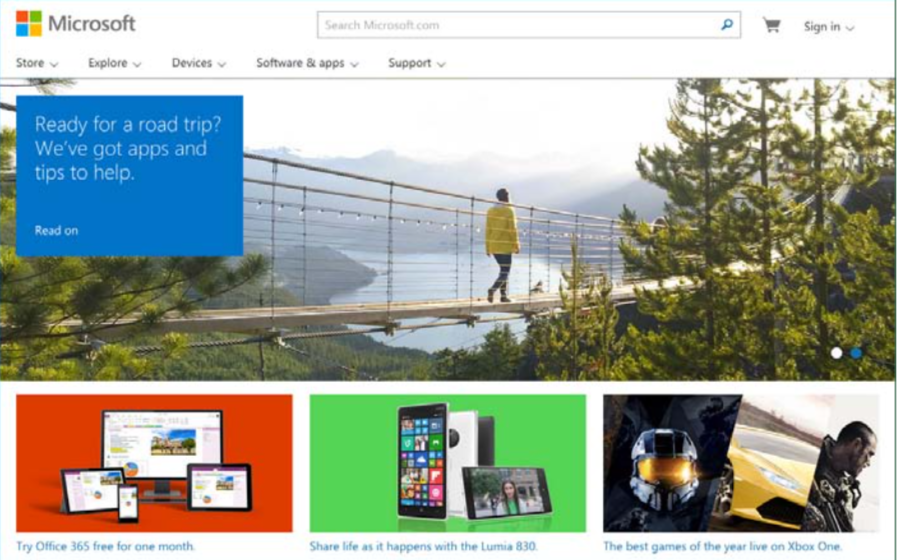 Microsoft
Search Microsoft.com
Sign in
Store
Explore
Devices
Software & apps
Support
Ready for a road trip?
We've got apps and
tips to help.
Read on
Try Office 365 free for one month.
Share life as it happens with the Lumia 830.
The best games of the year live on Xbox One.